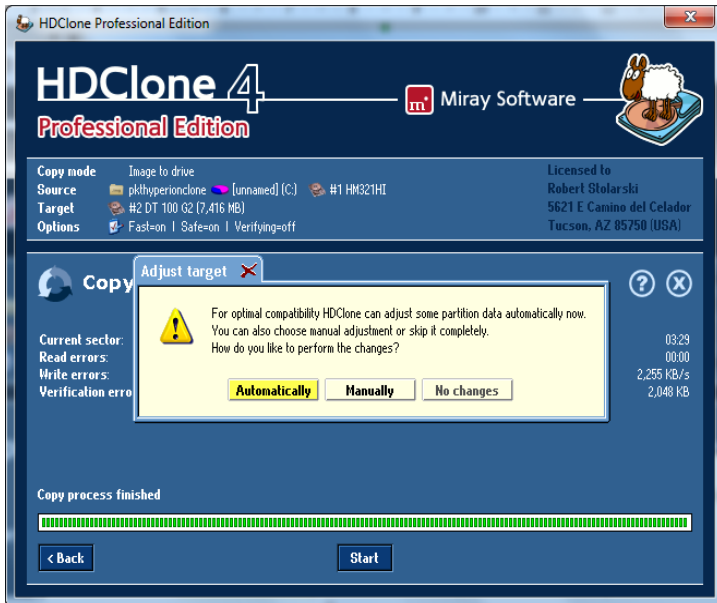 HDClone Professional Edition
HDClone 4
Professional Edition
m Miray Software
Copy mode Image to drive
Source pkthyperionclone [unnamed] (C:) #1 HM321HI
Target #2 DT 100 G2 (7,416 MB)
Options Fast=on | Safe=on | Verifying=off
Licensed to
Robert Stolarski
5621 E Camino del Celador
Tucson, AZ 85750 (USA)
Copy
Adjust target
For optimal compatibility HDClone can adjust some partition data automatically now.
You can also choose manual adjustment or skip it completely.
How do you like to perform the changes?
Automatically Manually No changes
Current sector: 03:29
Read errors: 00:00
Write errors: 2,255 KB/s
Verification erro 2,048 KB
Copy process finished
< Back Start